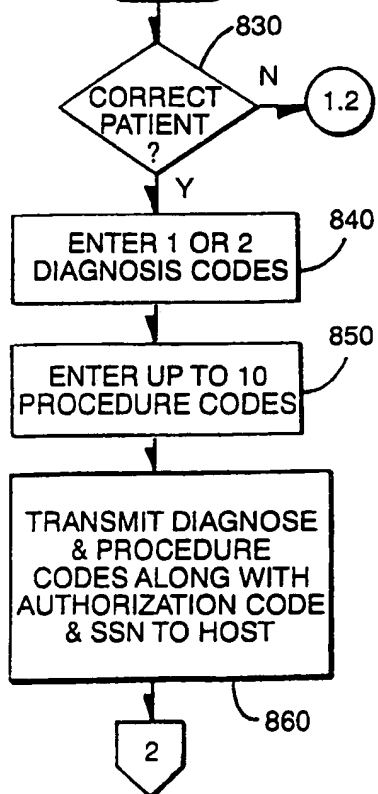 830
CORRECT
PATIENT
?
N
1.2
Y
840
ENTER 1 OR 2
DIAGNOSIS CODES
850
ENTER UP TO 10
PROCEDURE CODES
TRANSMIT DIAGNOSE
& PROCEDURE
CODES ALONG WITH
AUTHORIZATION CODE
& SSN TO HOST
860
2